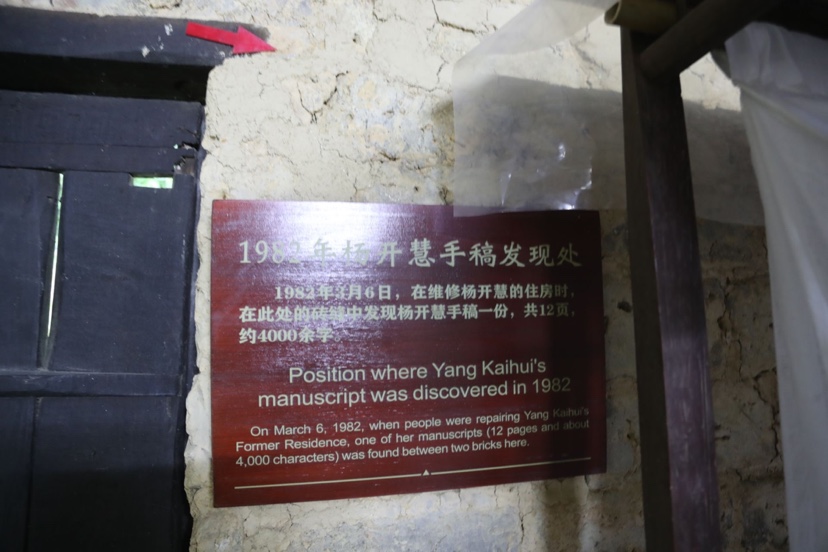 1982年杨开慧手稿发现处
1982年3月6日，在维修杨开慧的住房时，
在此处的砖缝中发现杨开慧手稿一份，共12页，
约4000余字
Position where Yang Kaihui's
manuscript was discovered in 1982
On March 6, 1982, when people were repairing Yang Kaihui's
Former Residence, one of her manuscripts (12 pages and about
4,000 characters) was found between two bricks here.